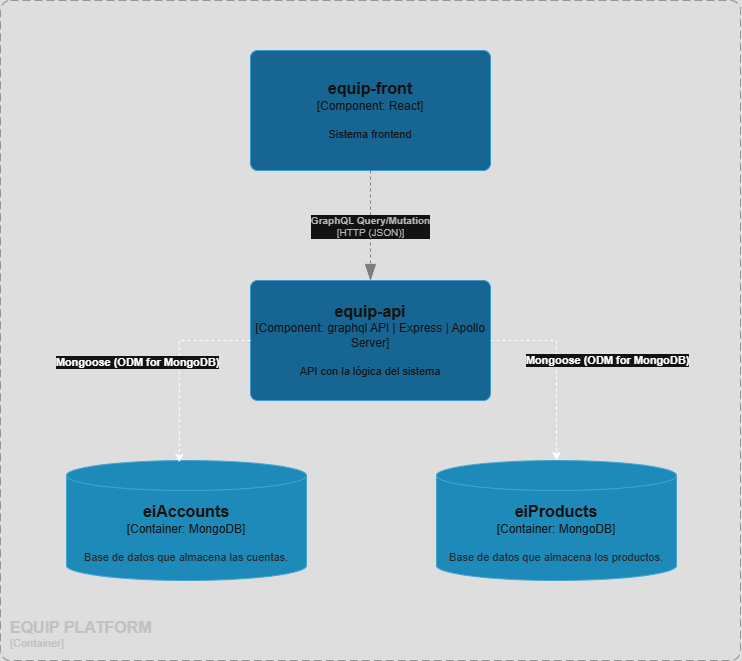 equip-front
[Component: React]
Sistema frontend
GraphQL Query/Mutation
[HTTP (JSON)]
equip-api
[Component: graphql API | Express | Apollo
Server]
API con la lógica del sistema
Mongoose (ODM for MongoDB)
Mongoose (ODM for MongoDB)
eiAccounts
[Container: MongoDB]
Base de datos que almacena las cuentas.
eiProducts
[Container: MongoDB]
Base de datos que almacena los productos.
EQUIP PLATFORM
[Container]